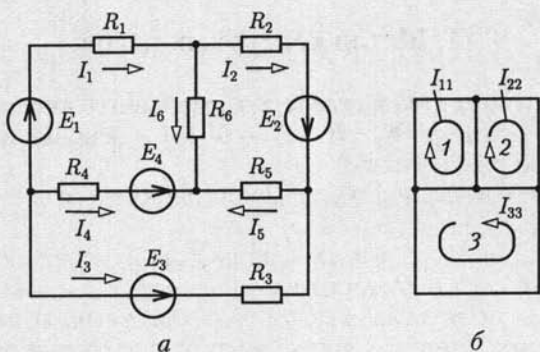 R₁ R₂
I₁ I₂ I₁₁ I₂₂
I₆ R₆
E₁ E₂
1 2
E₄
R₄ R₅
I₄ I₅ I₃₃
I₃ E₃ R₃ 3
а б